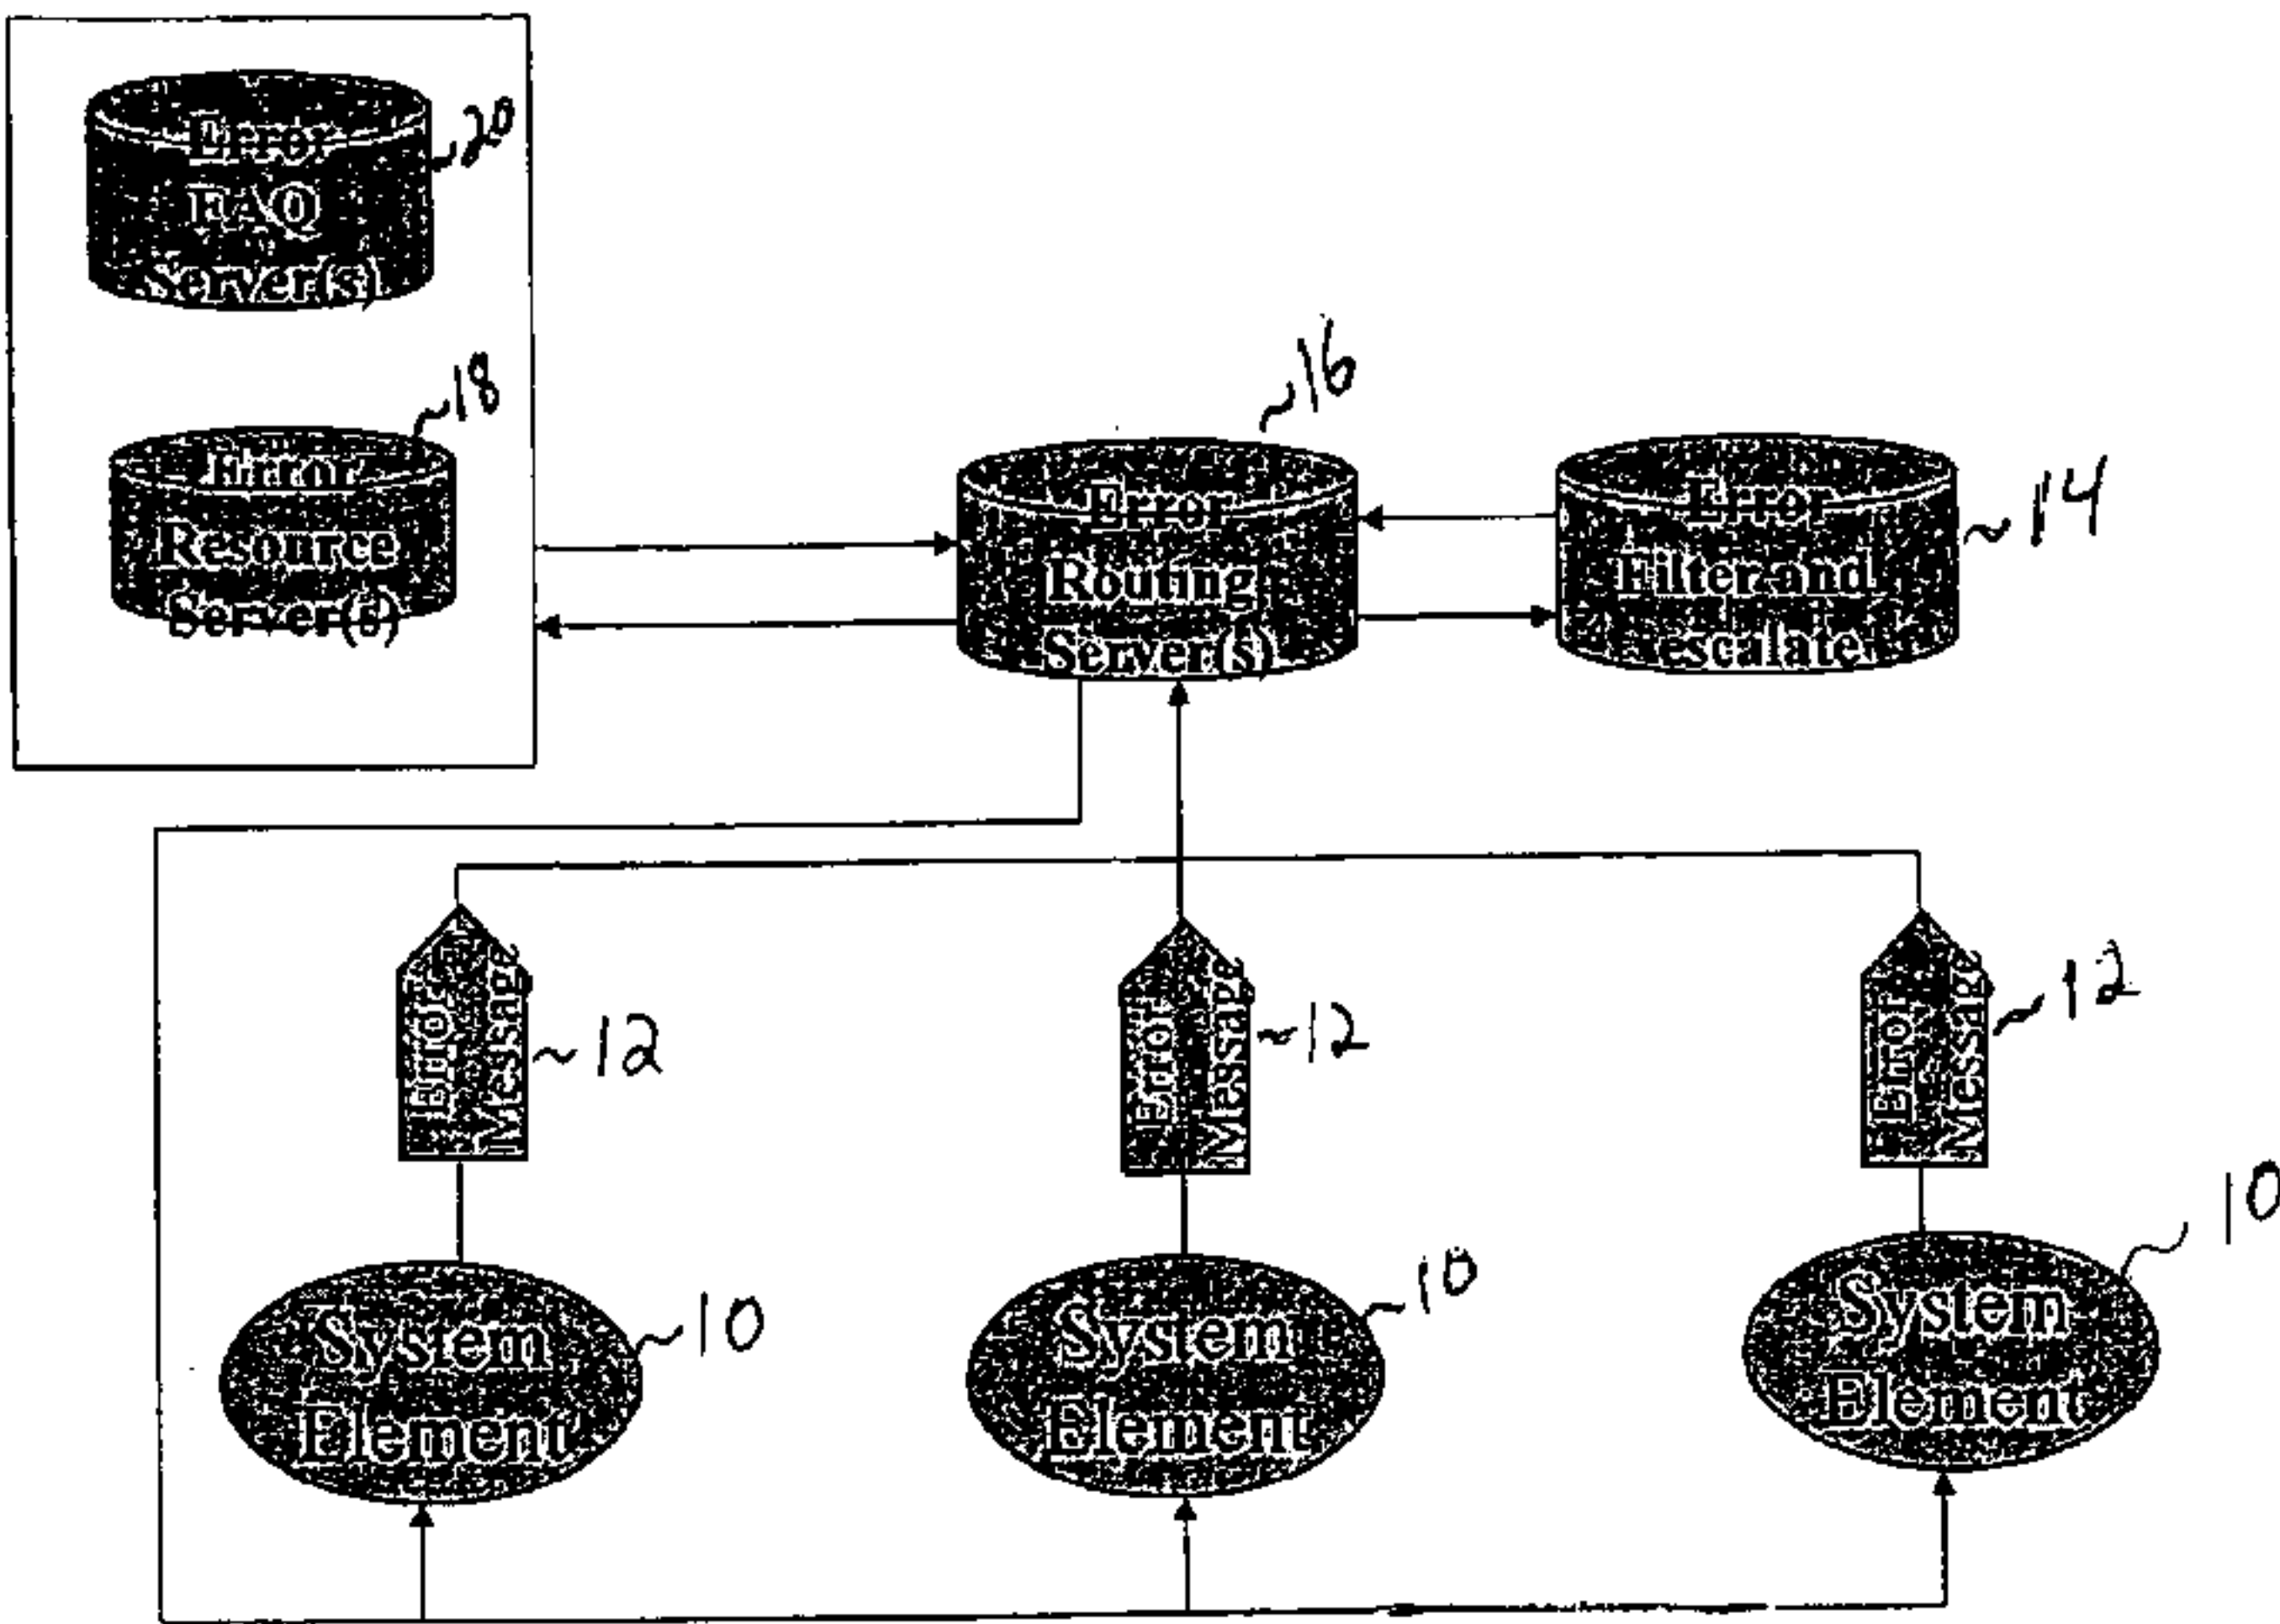 Error
FAQ
Server(s)
~20
Error
Resource
Server(s)
~18
Error
Routing
Server(s)
~16
Error
Filter and
escalate
~14
Error
Message
~12
Error
Message
~12
Error
Message
~12
System
Element
~10
System
Element
~10
System
Element
~10